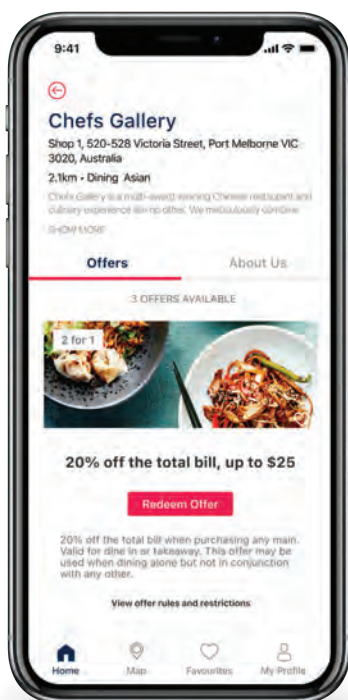 9:41
Chefs Gallery
Shop 1, 520-528 Victoria Street, Port Melborne VIC
3020, Australia
2.1km • Dining Asian
Chefs Gallery is a multi-award winning Chinese restaurant and
culinary experience like no other. We meticulously combine
SHOW MORE
Offers
About Us
3 OFFERS AVAILABLE
2 for 1
20% off the total bill, up to $25
Redeem Offer
20% off the total bill when purchasing any main.
Valid for dine in or takeaway. This offer may be
used when dining alone but not in conjunction
with any other.
View offer rules and restrictions
Home
Map
Favourites
My Profile